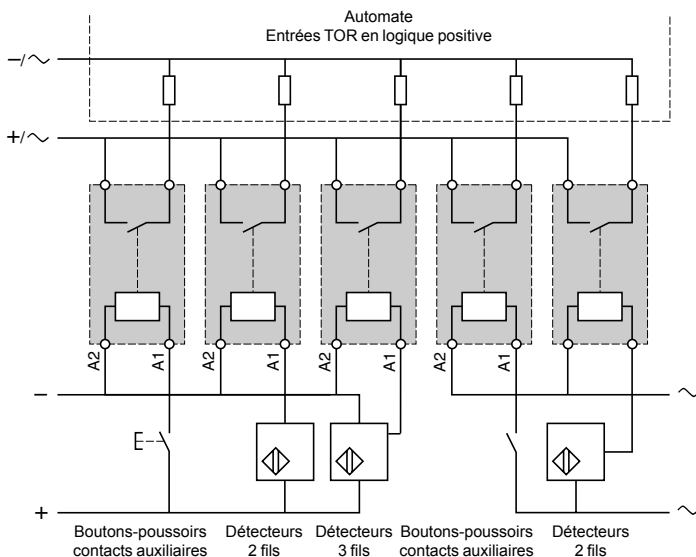 Automate
Entrées TOR en logique positive
−/~
+/~
A2 A1 A2 A1 A2 A1 A2 A1
− ~
+ ~
Boutons-poussoirs
contacts auxiliaires
Détecteurs
2 fils
Détecteurs
3 fils
Boutons-poussoirs
contacts auxiliaires
Détecteurs
2 fils